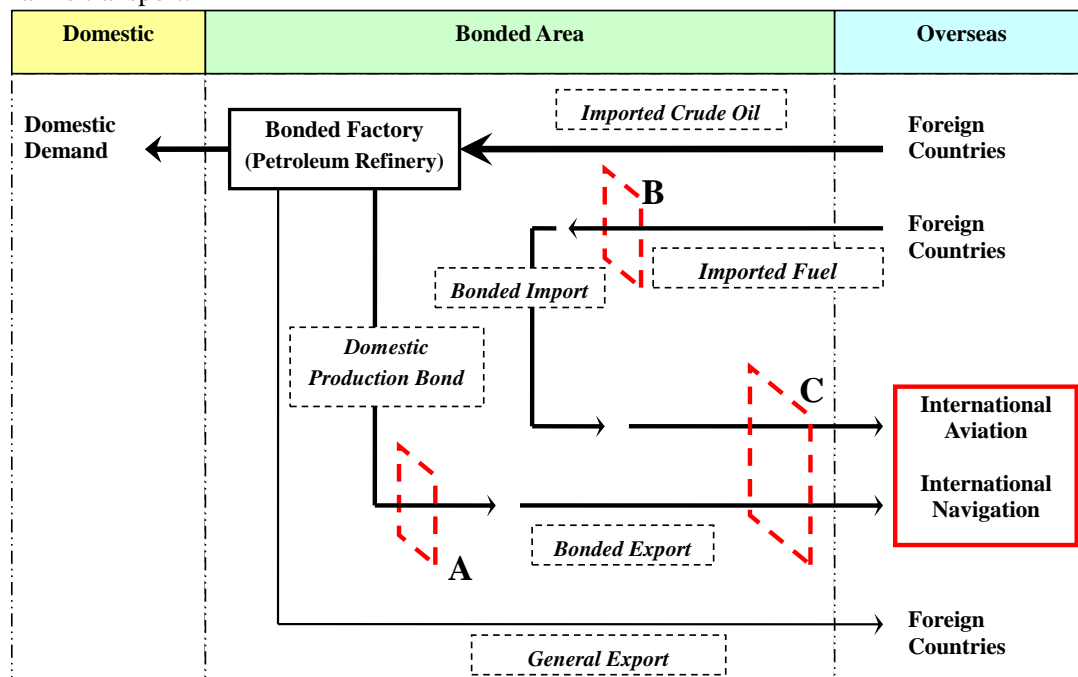 Domestic
Bonded Area
Overseas
Imported Crude Oil
Domestic
Demand
Bonded Factory
(Petroleum Refinery)
Foreign
Countries
B
Foreign
Countries
Imported Fuel
Bonded Import
Domestic
Production Bond
C
International
Aviation
International
Navigation
Bonded Export
A
Foreign
Countries
General Export